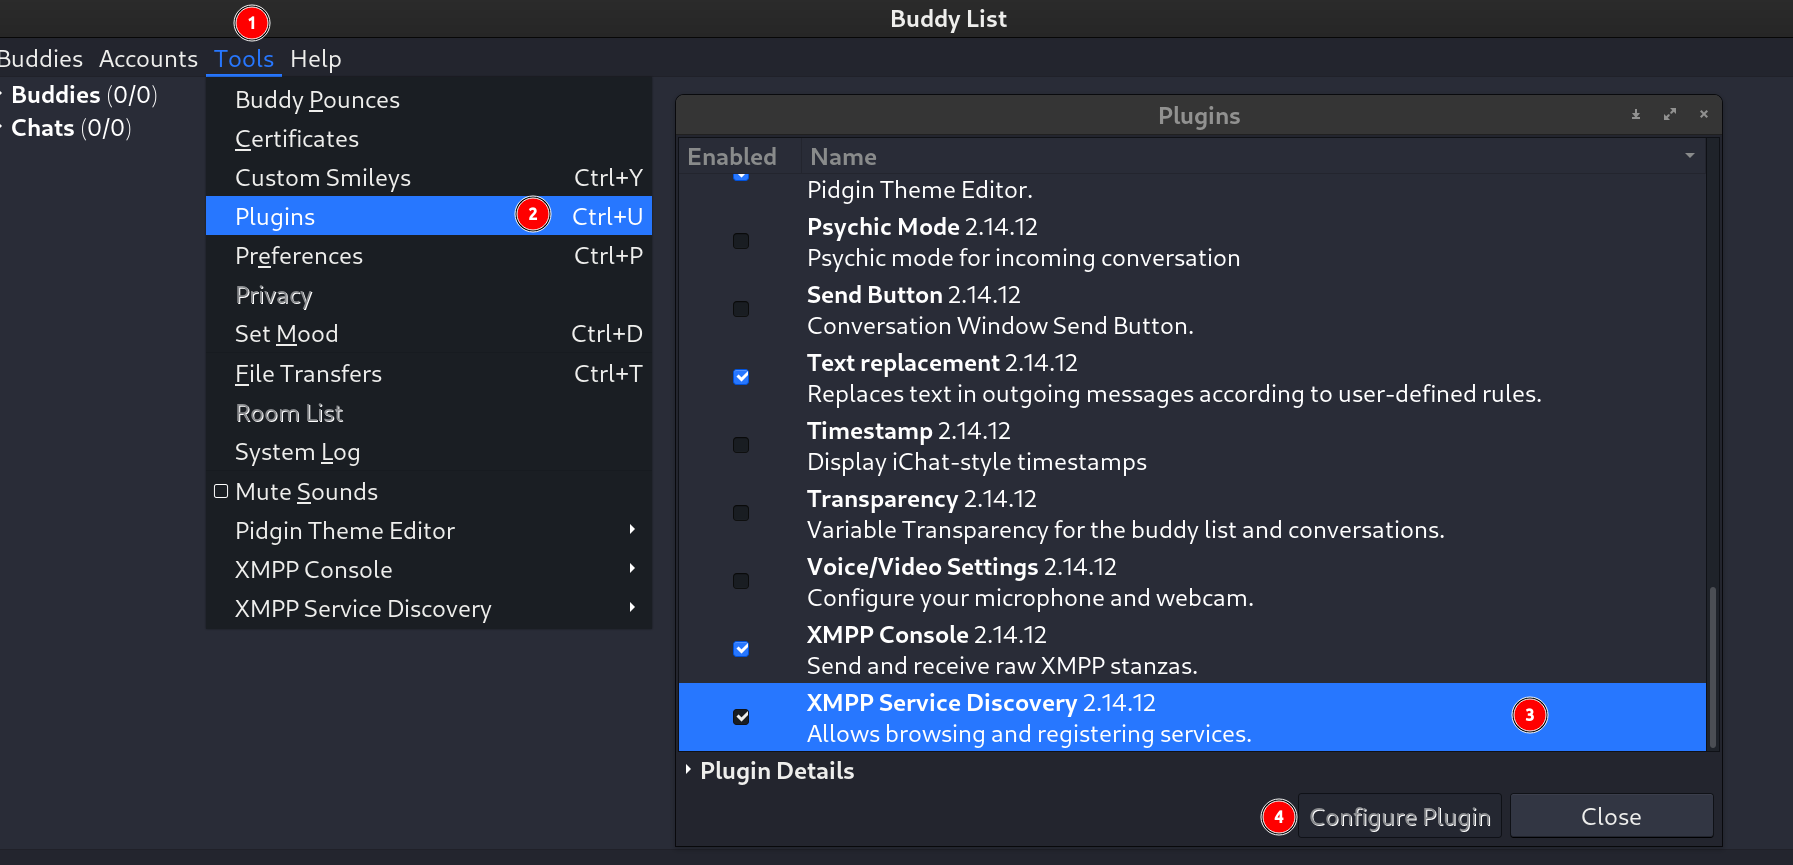 1
Buddy List
Buddies Accounts Tools Help
Buddies (0/0)
Chats (0/0)
Buddy Pounces
Certificates
Custom Smileys Ctrl+Y
Plugins 2 Ctrl+U
Preferences Ctrl+P
Privacy
Set Mood Ctrl+D
File Transfers Ctrl+T
Room List
System Log
Mute Sounds
Pidgin Theme Editor
XMPP Console
XMPP Service Discovery
Plugins
Enabled Name
Pidgin Theme Editor.
Psychic Mode 2.14.12
Psychic mode for incoming conversation
Send Button 2.14.12
Conversation Window Send Button.
Text replacement 2.14.12
Replaces text in outgoing messages according to user-defined rules.
Timestamp 2.14.12
Display iChat-style timestamps
Transparency 2.14.12
Variable Transparency for the buddy list and conversations.
Voice/Video Settings 2.14.12
Configure your microphone and webcam.
XMPP Console 2.14.12
Send and receive raw XMPP stanzas.
XMPP Service Discovery 2.14.12
3
Allows browsing and registering services.
Plugin Details
4 Configure Plugin Close